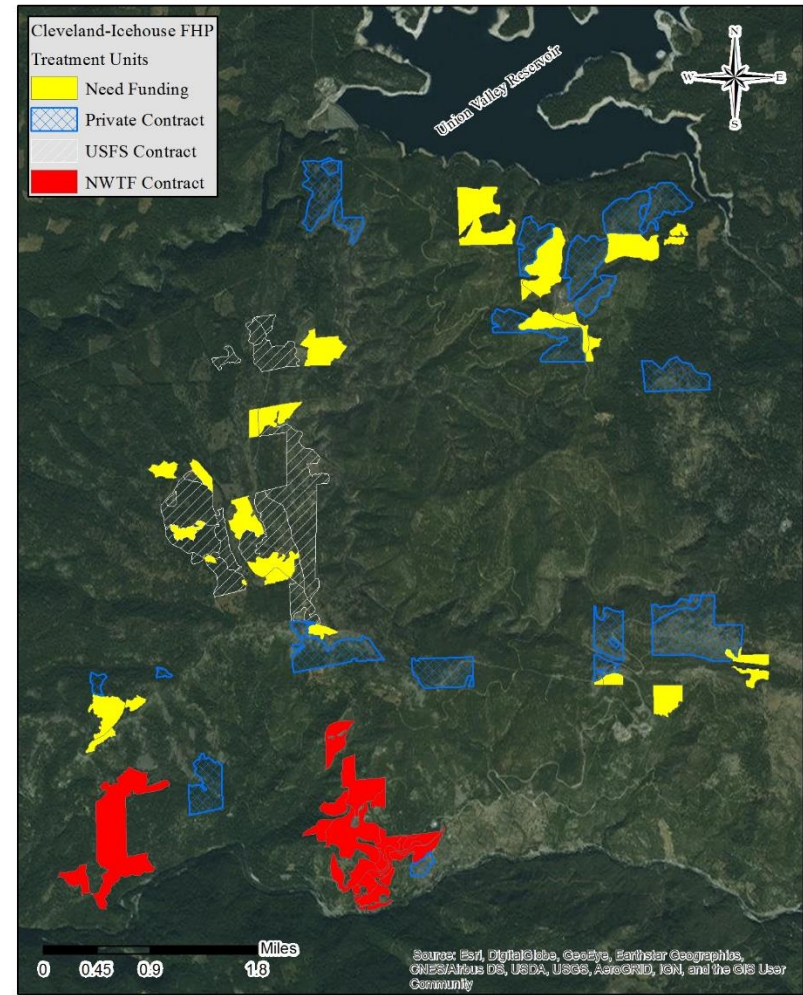 Cleveland-Icehouse FHP
Treatment Units
Need Funding
Private Contract
USFS Contract
NWTF Contract
Union Valley Reservoir
N
W E
S
Miles
0 0.45 0.9 1.8
Source: Esri, DigitalGlobe, GeoEye, Earthstar Geographics,
CNES/Airbus DS, USDA, USGS, AeroGRID, IGN, and the GIS User
Community